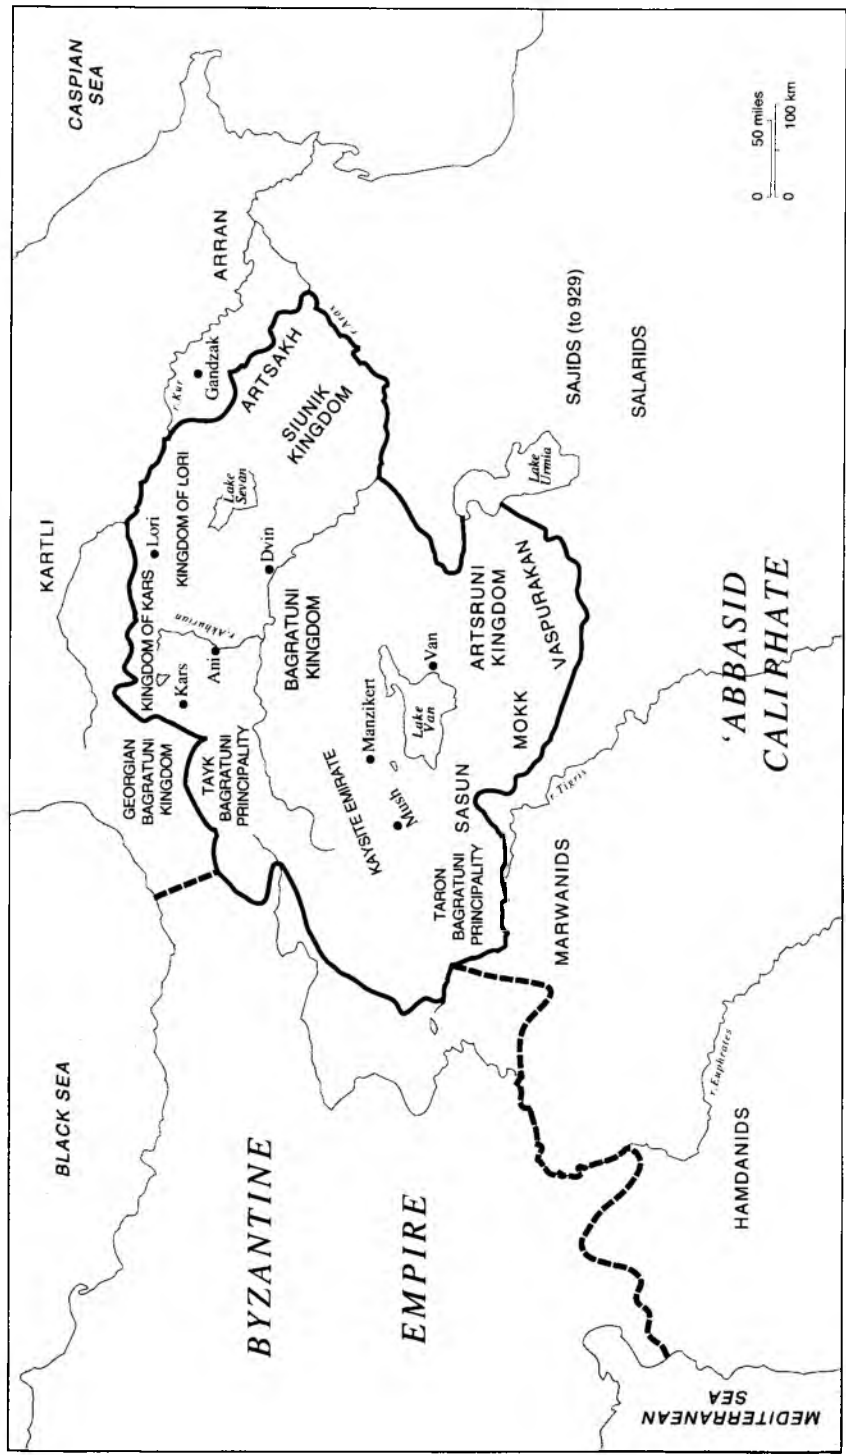 BLACK SEA
CASPIAN
SEA
KARTLI
GEORGIAN
BAGRATUNI
KINGDOM
KINGDOM OF KARS
Lori
KINGDOM OF LORI
r. Kur
Gandzak
ARRAN
TAYK
BAGRATUNI
PRINCIPALITY
Kars
Ani
r. Akhurian
Lake
Sevan
ARTSAKH
Dvin
SIUNIK
KINGDOM
r. Aras
BYZANTINE
EMPIRE
BAGRATUNI
KINGDOM
KAYSITE EMIRATE
Manzikert
Mush
Lake
Van
Van
TARON
BAGRATUNI
PRINCIPALITY
SASUN
MOKK
ARTSRUNI
KINGDOM
VASPURAKAN
Lake
Urmia
SAJIDS (to 929)
SALARIDS
MARWANIDS
r. Tigris
HAMDANIDS
r. Euphrates
'ABBASID
CALIPHATE
MEDITERRANEAN
SEA
0 50 miles
0 100 km